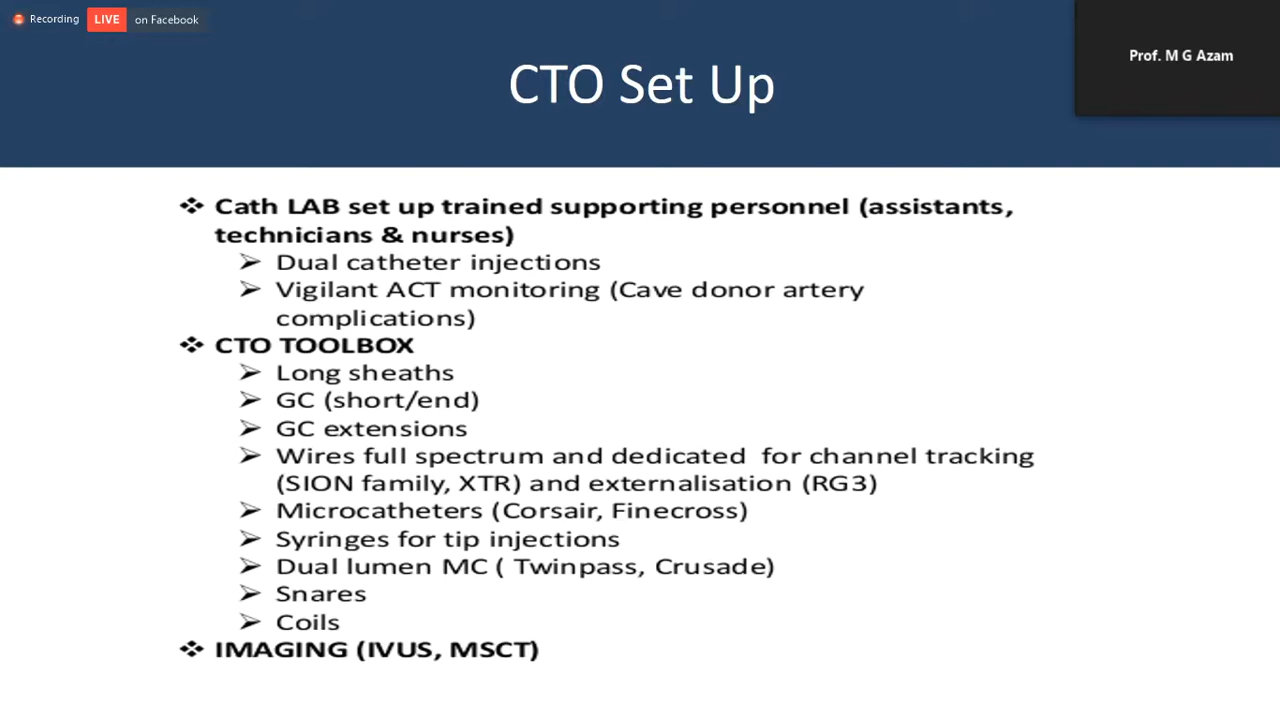 Recording LIVE on Facebook
Prof. M G Azam
CTO Set Up
❖ Cath LAB set up trained supporting personnel (assistants,
technicians & nurses)
➢ Dual catheter injections
➢ Vigilant ACT monitoring (Cave donor artery
complications)
❖ CTO TOOLBOX
➢ Long sheaths
➢ GC (short/end)
➢ GC extensions
➢ Wires full spectrum and dedicated for channel tracking
(SION family, XTR) and externalisation (RG3)
➢ Microcatheters (Corsair, Finecross)
➢ Syringes for tip injections
➢ Dual lumen MC ( Twinpass, Crusade)
➢ Snares
➢ Coils
❖ IMAGING (IVUS, MSCT)